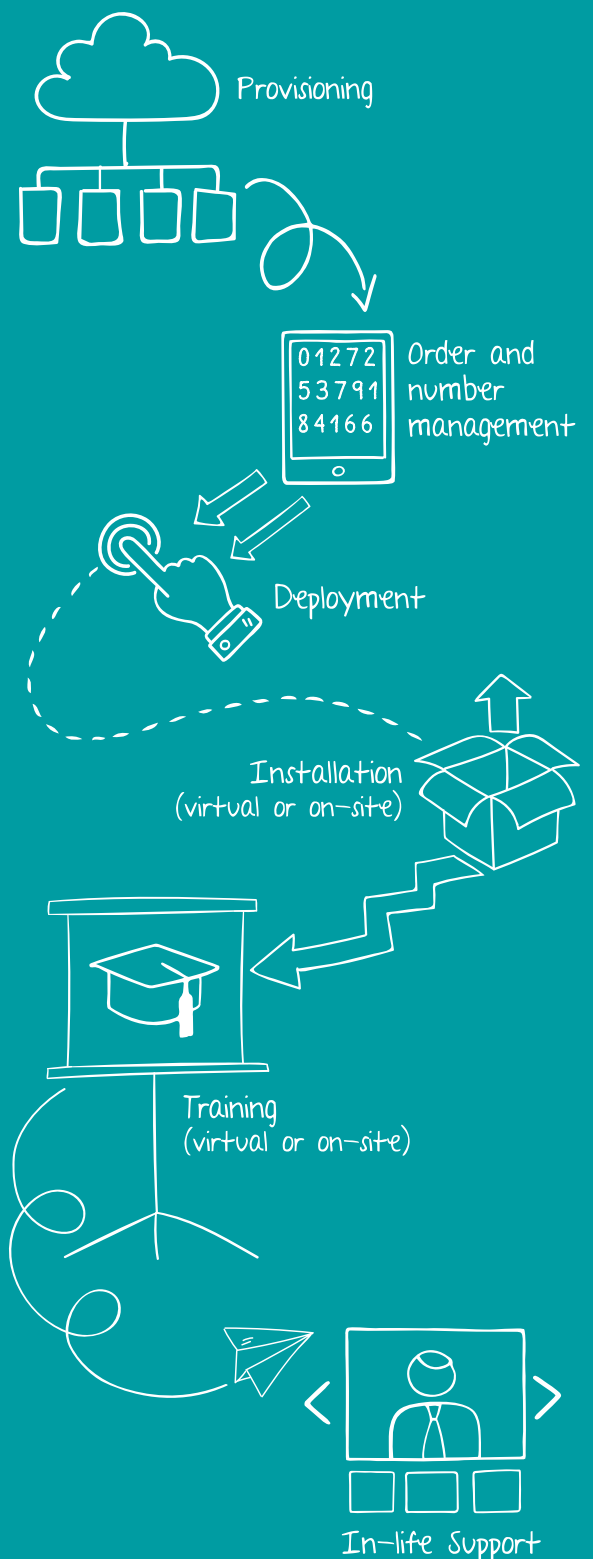 Provisioning
01272
53791
84166
Order and
number
management
Deployment
Installation
(virtual or on-site)
Training
(virtual or on-site)
In-life Support